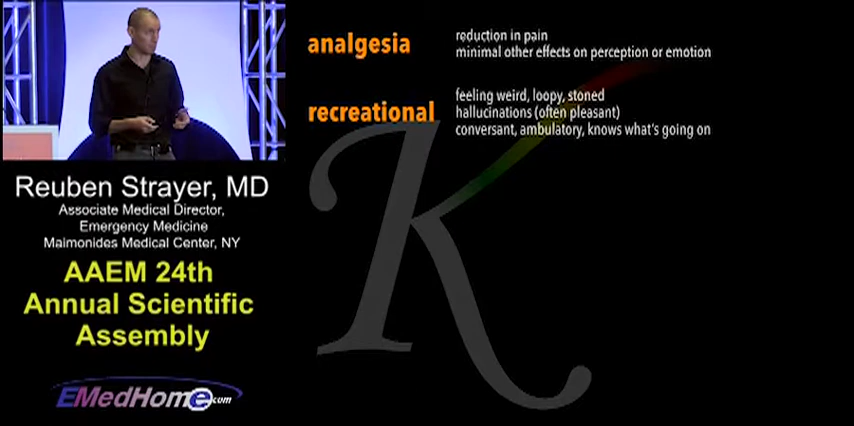 analgesia
reduction in pain
minimal other effects on perception or emotion
recreational
feeling weird, loopy, stoned
hallucinations (often pleasant)
conversant, ambulatory, knows what's going on
K
Reuben Strayer, MD
Associate Medical Director,
Emergency Medicine
Maimonides Medical Center, NY
AAEM 24th
Annual Scientific
Assembly
EMedHome.com